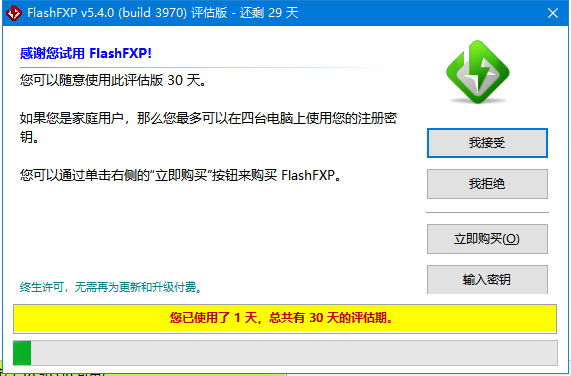 FlashFXP v5.4.0 (build 3970) 评估版 - 还剩 29 天
感谢您试用 FlashFXP!
您可以随意使用此评估版 30 天。
如果您是家庭用户，那么您最多可以在四台电脑上使用您的注册密
钥。
您可以通过单击右侧的“立即购买”按钮来购买 FlashFXP。
我接受
我拒绝
立即购买(O)
输入密钥
终生许可，无需再为更新和升级付费。
您已使用了 1 天，总共有 30 天的评估期。